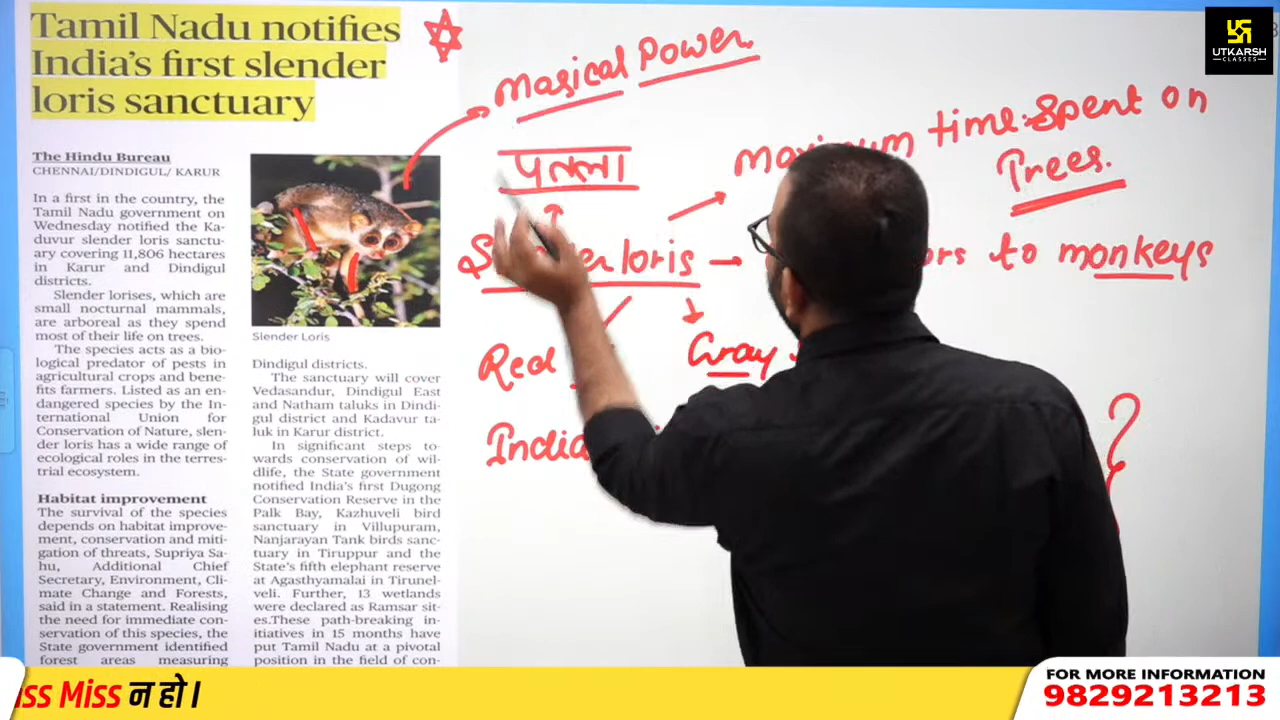 Tamil Nadu notifies
India's first slender
loris sanctuary
The Hindu Bureau
CHENNAI/DINDIGUL/ KARUR
In a first in the country, the
Tamil Nadu government on
Wednesday notified the Ka-
duvur slender loris sanctu-
ary covering 11,806 hectares
in Karur and Dindigul
districts.
Slender lorises, which are
small nocturnal mammals,
are arboreal as they spend
most of their life on trees.
The species acts as a bio-
logical predator of pests in
agricultural crops and bene-
fits farmers. Listed as an en-
dangered species by the In-
ternational Union for
Conservation of Nature, slen-
der loris has a wide range of
ecological roles in the terres-
trial ecosystem.
Habitat improvement
The survival of the species
depends on habitat improve-
ment, conservation and miti-
gation of threats, Supriya Sa-
hu, Additional Chief
Secretary, Environment, Cli-
mate Change and Forests,
said in a statement. Realising
the need for immediate con-
servation of this species, the
State government identified
forest areas measuring
Slender Loris
Dindigul districts.
The sanctuary will cover
Vedasandur, Dindigul East
and Natham taluks in Dindi-
gul district and Kadavur ta-
luk in Karur district.
In significant steps to-
wards conservation of wil-
dlife, the State government
notified India's first Dugong
Conservation Reserve in the
Palk Bay, Kazhuveli bird
sanctuary in Villupuram,
Nanjarayan Tank birds sanc-
tuary in Tiruppur and the
State's fifth elephant reserve
at Agasthyamalai in Tirunel-
veli. Further, 13 wetlands
were declared as Ramsar sit-
es.These path-breaking in-
itiatives in 15 months have
put Tamil Nadu at a pivotal
position in the field of con-
Magical Power.
पतला
Maximum time: Spent on
Trees.
loris
to monkeys
Red
Gray
India
UTKARSH
CLASSES
iss Miss न हो।
FOR MORE INFORMATION
9829213213